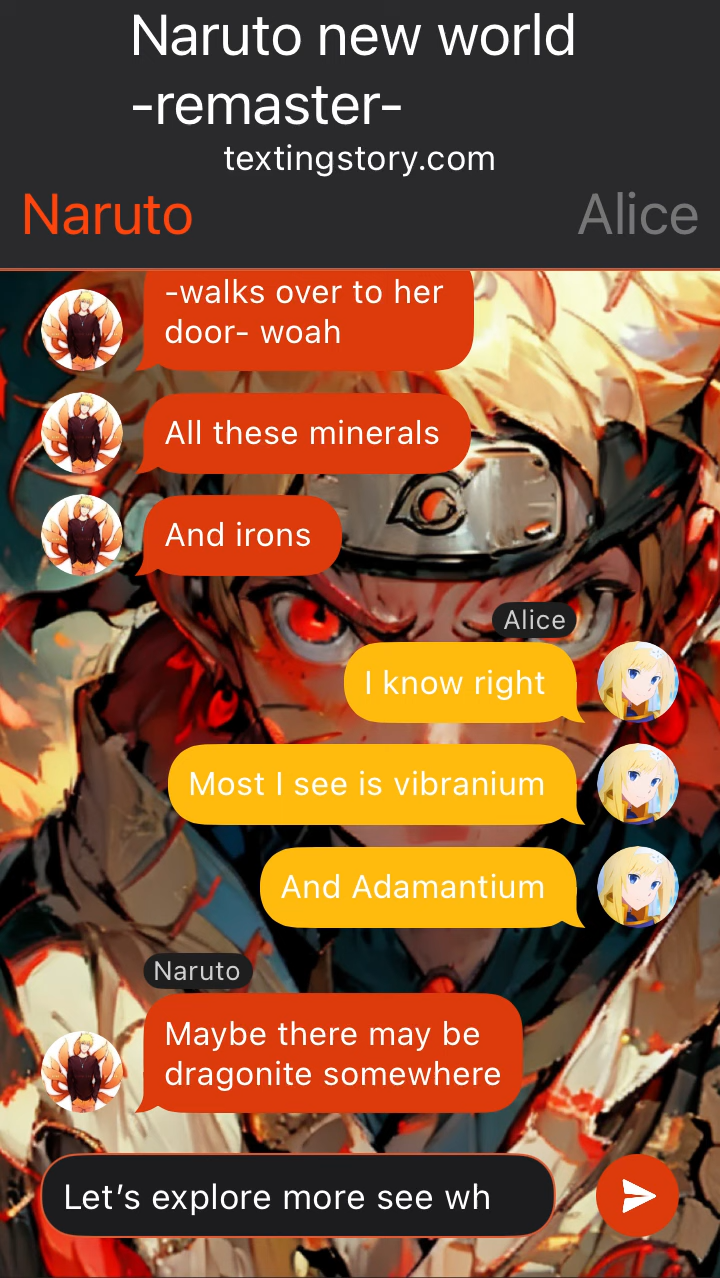 Naruto new world
-remaster-
textingstory.com
Naruto
Alice
-walks over to her
door- woah
All these minerals
And irons
Alice
I know right
Most I see is vibranium
And Adamantium
Naruto
Maybe there may be
dragonite somewhere
Let’s explore more see wh